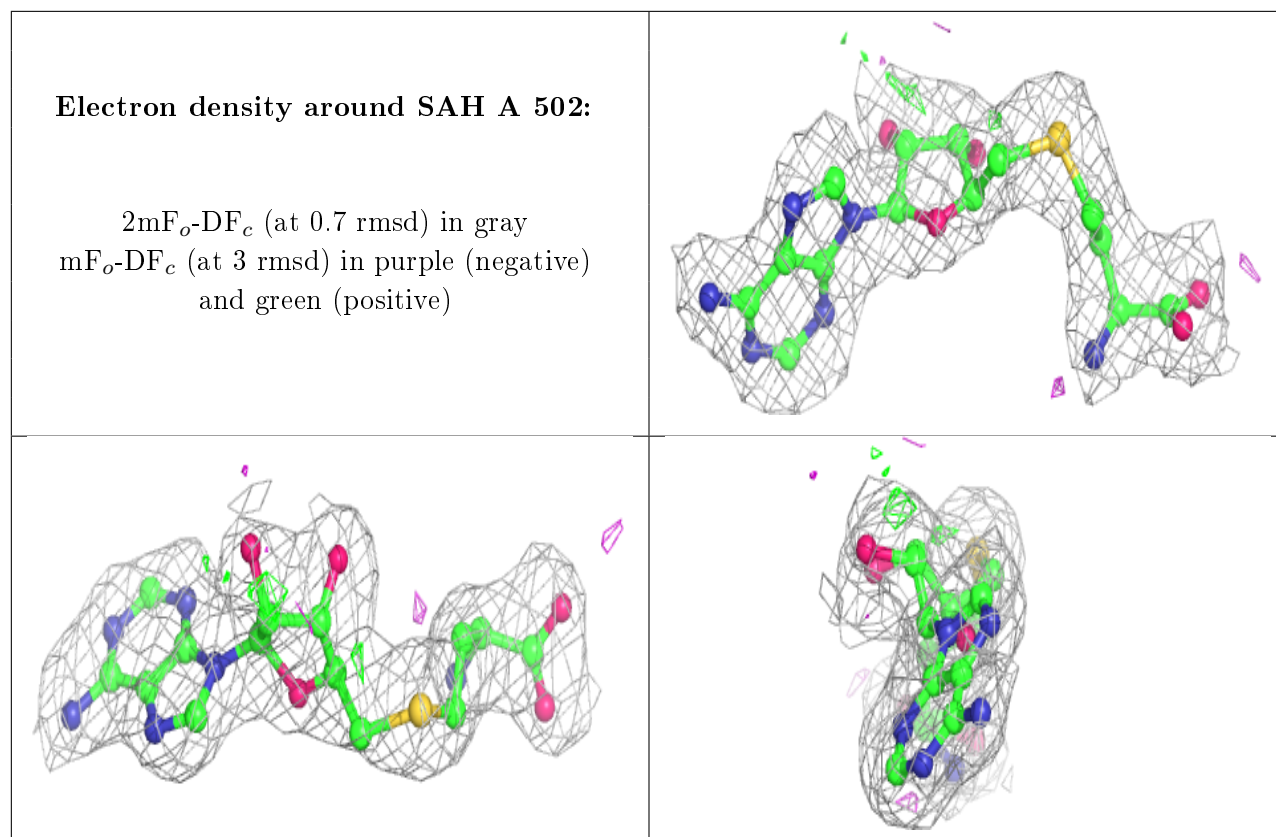 Electron density around SAH A 502:
2mFo-DFc (at 0.7 rmsd) in gray
mFo-DFc (at 3 rmsd) in purple (negative)
and green (positive)